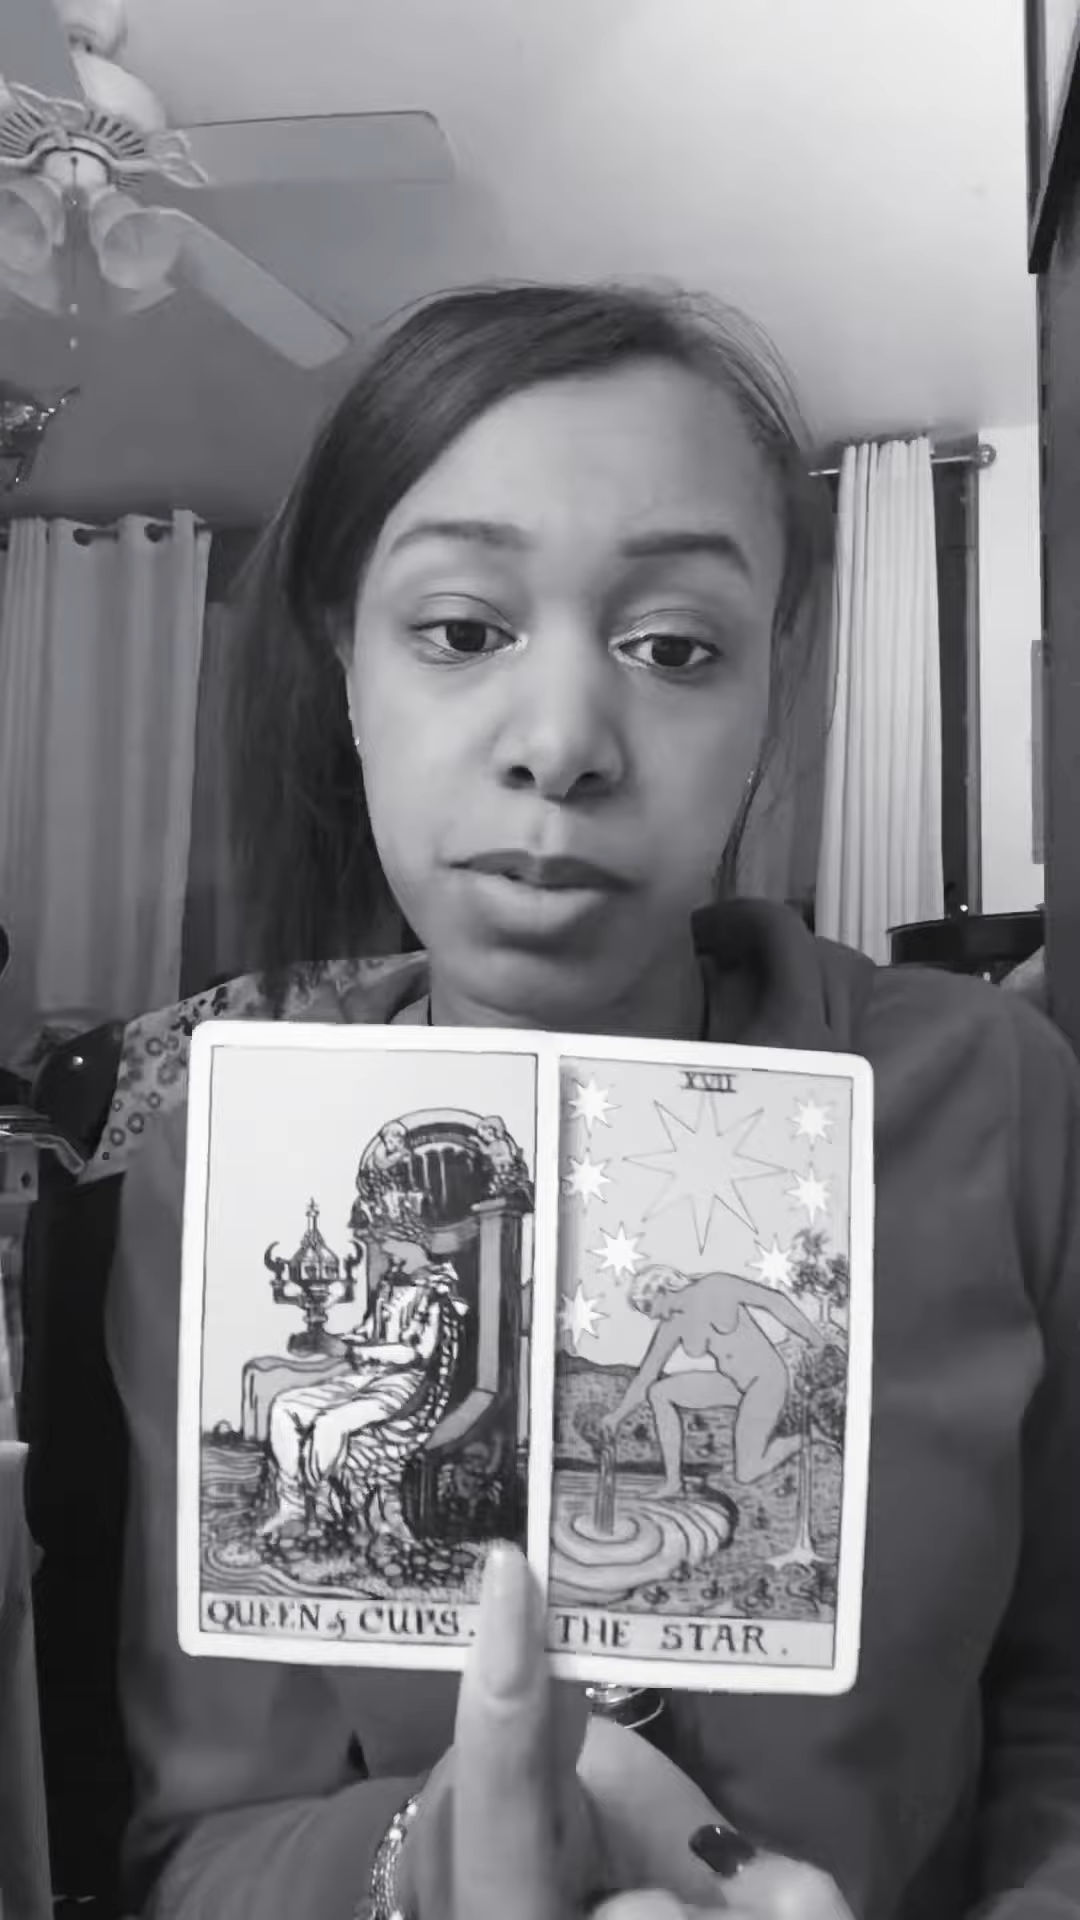 XVII
QUEEN of CUPS.
THE STAR.